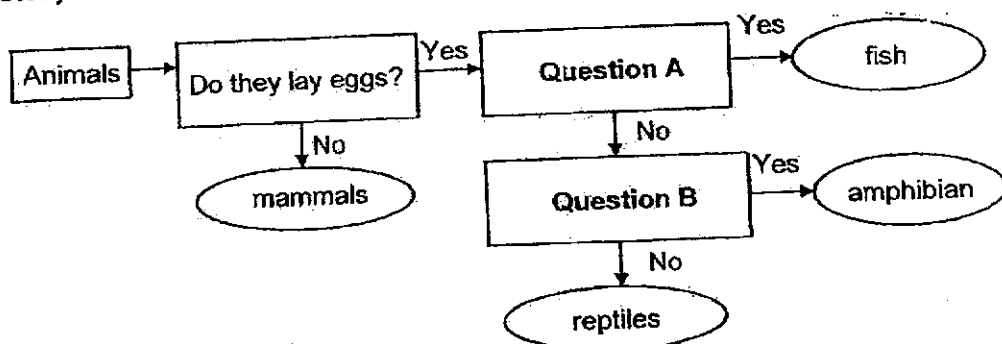 Animals
Do they lay eggs?
Yes
Question A
Yes
fish
No
mammals
No
Question B
Yes
amphibian
No
reptiles